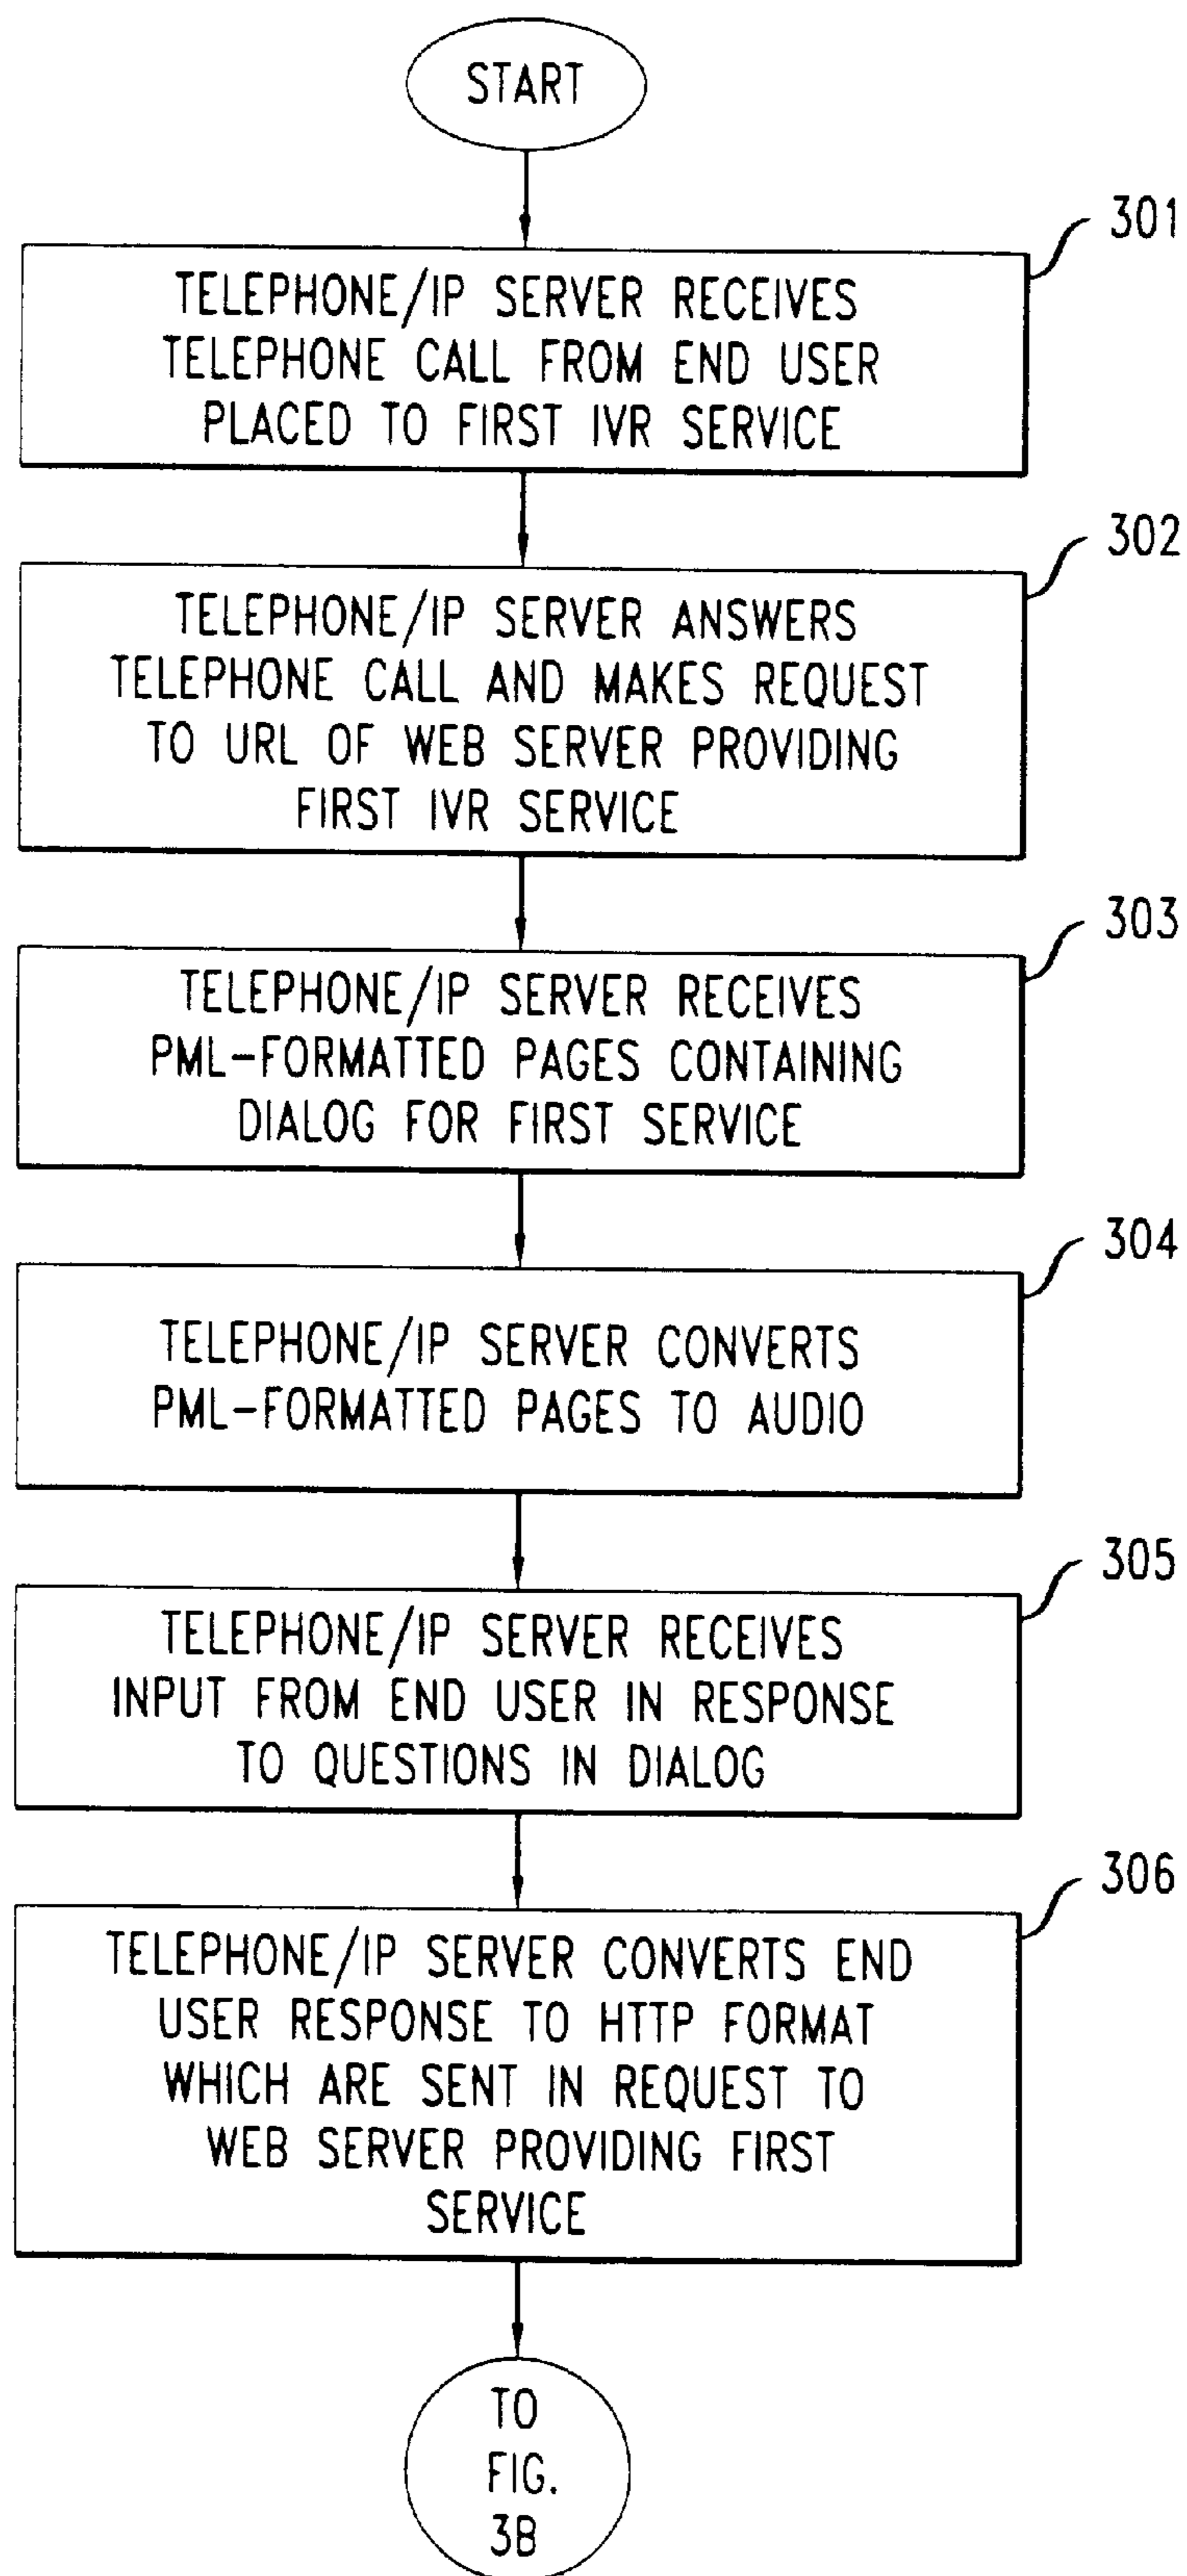 START
301
TELEPHONE/IP SERVER RECEIVES
TELEPHONE CALL FROM END USER
PLACED TO FIRST IVR SERVICE
302
TELEPHONE/IP SERVER ANSWERS
TELEPHONE CALL AND MAKES REQUEST
TO URL OF WEB SERVER PROVIDING
FIRST IVR SERVICE
303
TELEPHONE/IP SERVER RECEIVES
PML-FORMATTED PAGES CONTAINING
DIALOG FOR FIRST SERVICE
304
TELEPHONE/IP SERVER CONVERTS
PML-FORMATTED PAGES TO AUDIO
305
TELEPHONE/IP SERVER RECEIVES
INPUT FROM END USER IN RESPONSE
TO QUESTIONS IN DIALOG
306
TELEPHONE/IP SERVER CONVERTS END
USER RESPONSE TO HTTP FORMAT
WHICH ARE SENT IN REQUEST TO
WEB SERVER PROVIDING FIRST
SERVICE
TO
FIG.
3B